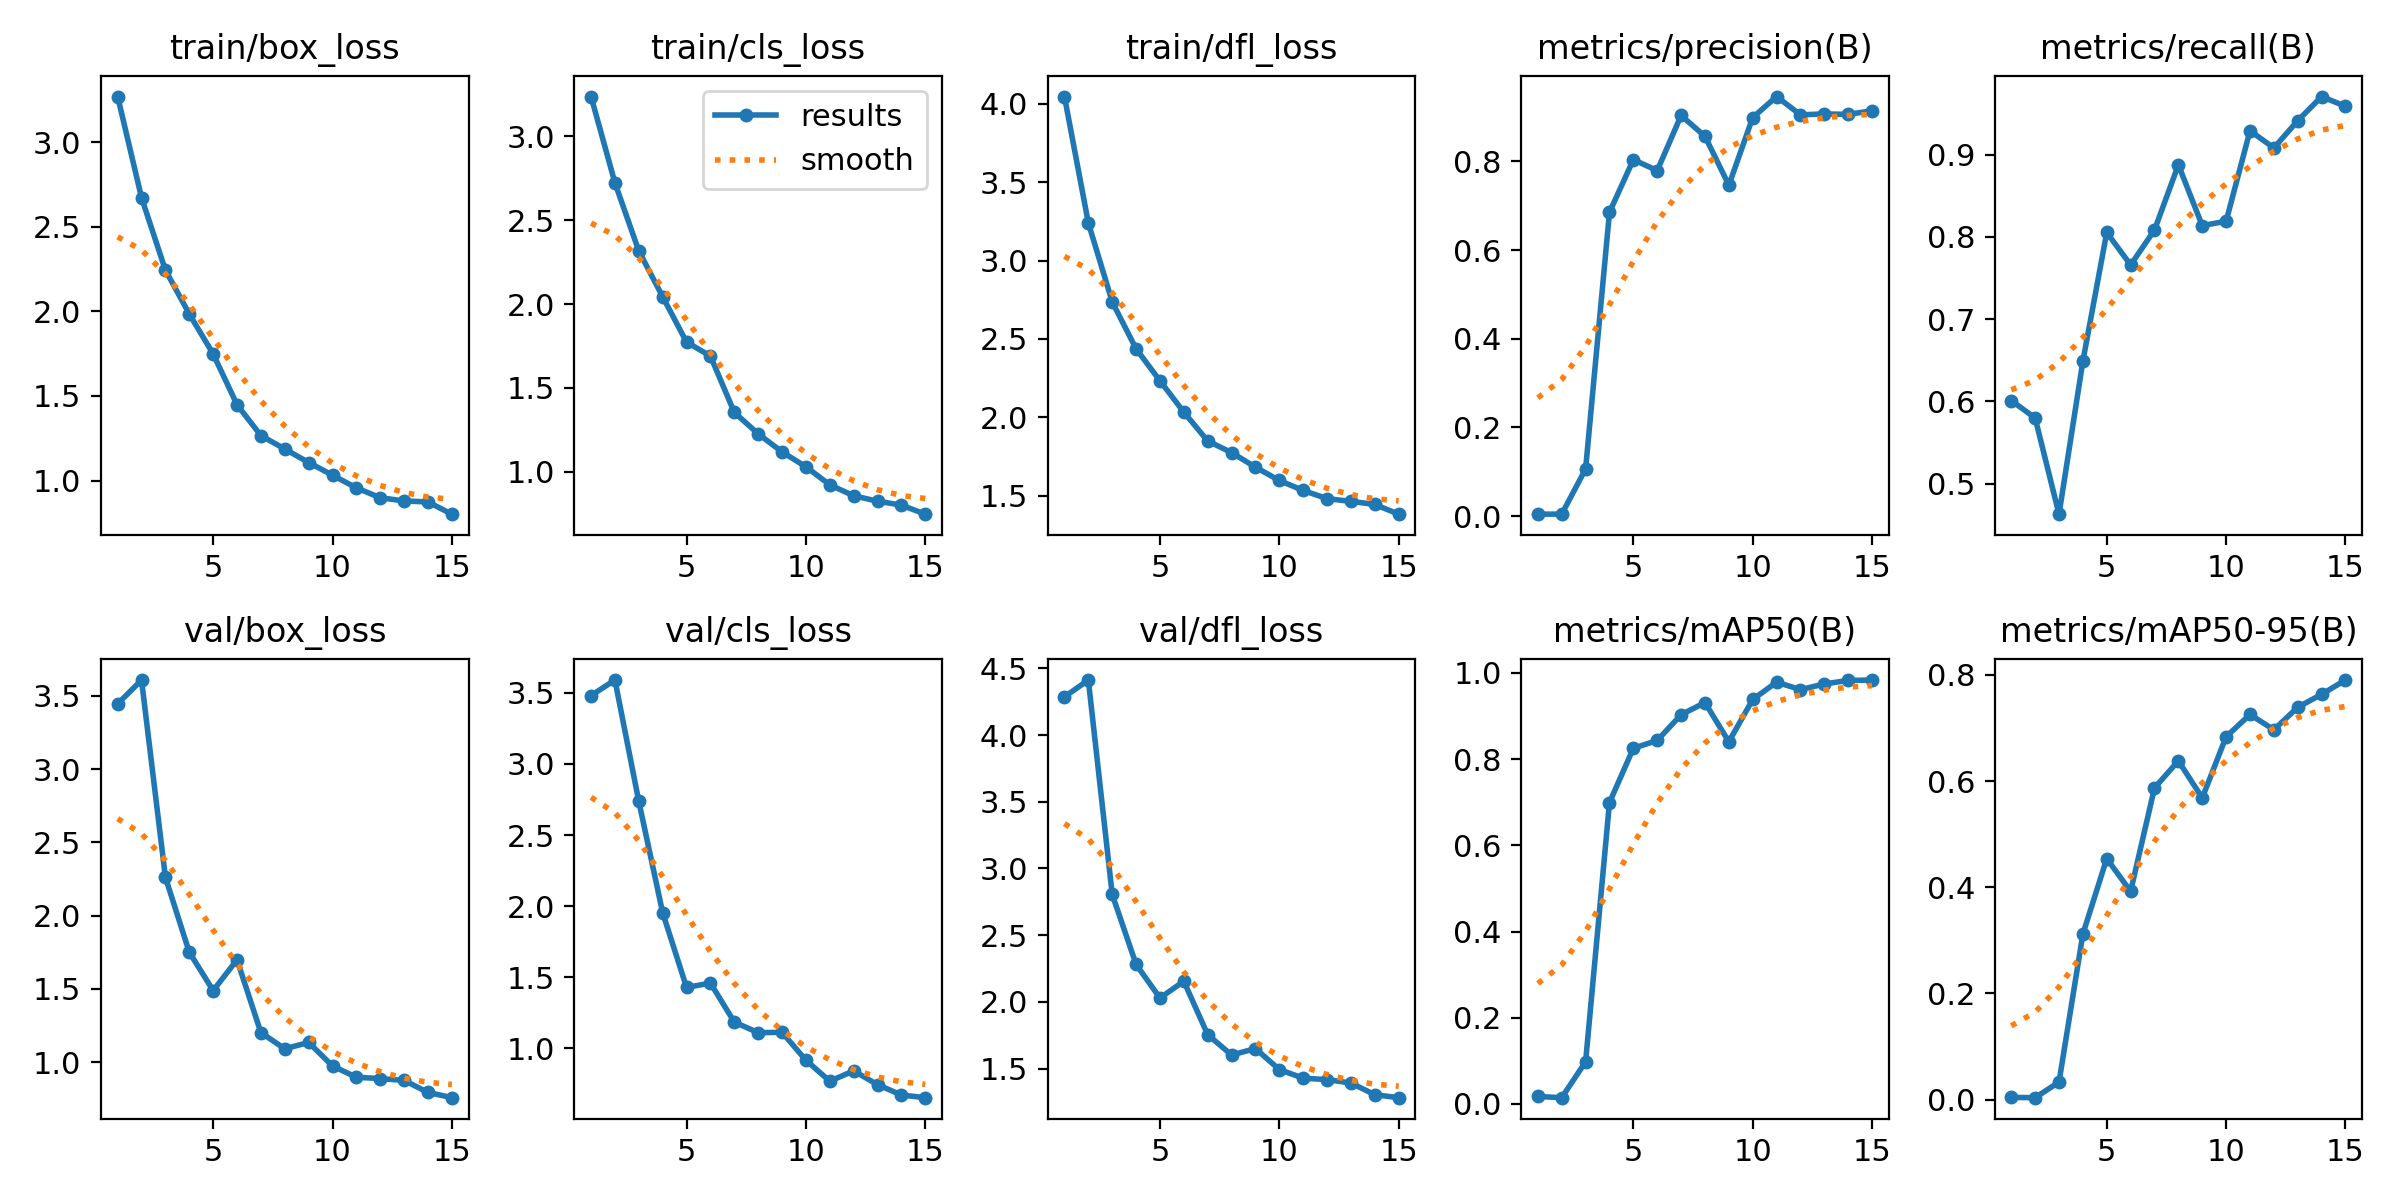 train/box_loss
3.0
2.5
2.0
1.5
1.0
5 10 15
train/cls_loss
results
smooth
3.0
2.5
2.0
1.5
1.0
5 10 15
train/dfl_loss
4.0
3.5
3.0
2.5
2.0
1.5
5 10 15
metrics/precision(B)
0.8
0.6
0.4
0.2
0.0
5 10 15
metrics/recall(B)
0.9
0.8
0.7
0.6
0.5
5 10 15
val/box_loss
3.5
3.0
2.5
2.0
1.5
1.0
5 10 15
val/cls_loss
3.5
3.0
2.5
2.0
1.5
1.0
5 10 15
val/dfl_loss
4.5
4.0
3.5
3.0
2.5
2.0
1.5
5 10 15
metrics/mAP50(B)
1.0
0.8
0.6
0.4
0.2
0.0
5 10 15
metrics/mAP50-95(B)
0.8
0.6
0.4
0.2
0.0
5 10 15